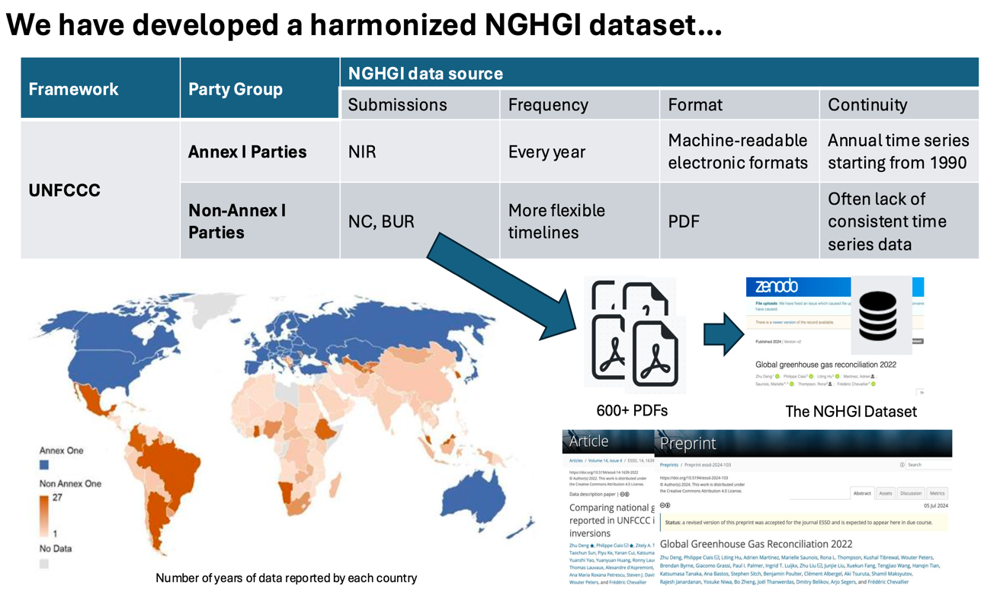 We have developed a harmonized NGHGI dataset...
Framework
Party Group
NGHGI data source
Submissions
Frequency
Format
Continuity
UNFCCC
Annex I Parties
NIR
Every year
Machine-readable
electronic formats
Annual time series
starting from 1990
Non-Annex I
Parties
NC, BUR
More flexible
timelines
PDF
Often lack of
consistent time
series data
Annex One
Non Annex One
27
1
No Data
Number of years of data reported by each country
600+ PDFs
zenodo
File uploads We have fixed an issue which caused file up
have caused.
There is a newer version of the record available.
Published 2024 | Version v2
Global greenhouse gas reconciliation 2022
Zhu Deng; Philippe Ciais; Liting Hu; Martinez, Adrien
Saunois, Marielle; Thompson, Rona; Frédéric Chevallier
The NGHGI Dataset
Article
Articles / Volume 14, issue 4 / ESSD, 14, 1639
https://doi.org/10.5194/essd-14-1639-2022
© Author(s) 2022. This work is distributed under
the Creative Commons Attribution 4.0 License.
Data description paper |
Comparing national g
reported in UNFCCC i
inversions
Zhu Deng, Philippe Ciais, Zitely A. T
Taochun Sun, Piyu Ke, Yanan Cui, Katsuma
Yuanzhi Yao, Yuanyuan Huang, Ronny Lau
Thomas Lauvaux, Alexandre d'Aspremont,
Ana Maria Roxana Petrescu, Steven J. Davi
Wouter Peters, and Frédéric Chevallier
Preprint
Preprints / Preprint essd-2024-103
Search
https://doi.org/10.5194/essd-2024-103
© Author(s) 2024. This work is distributed under
the Creative Commons Attribution 4.0 License.
Abstract
Assets
Discussion
Metrics
05 Jul 2024
Status: a revised version of this preprint was accepted for the journal ESSD and is expected to appear here in due course.
Global Greenhouse Gas Reconciliation 2022
Zhu Deng, Philippe Ciais, Liting Hu, Adrien Martinez, Marielle Saunois, Rona L. Thompson, Kushal Tibrewal, Wouter Peters,
Brendan Byrne, Giacomo Grassi, Paul I. Palmer, Ingrid T. Luijkx, Zhu Liu, Junjie Liu, Xuekun Fang, Tengjiao Wang, Hanqin Tian,
Katsumasa Tanaka, Ana Bastos, Stephen Sitch, Benjamin Poulter, Clément Albergel, Aki Tsuruta, Shamil Maksyutov,
Rajesh Janardanan, Yosuke Niwa, Bo Zheng, Joël Thanwerdas, Dmitry Belikov, Arjo Segers, and Frédéric Chevallier